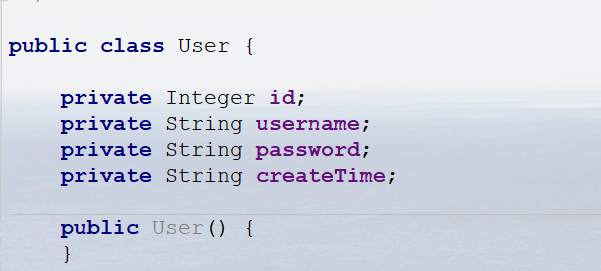 public class User {
private Integer id;
private String username;
private String password;
private String createTime;
public User() {
}